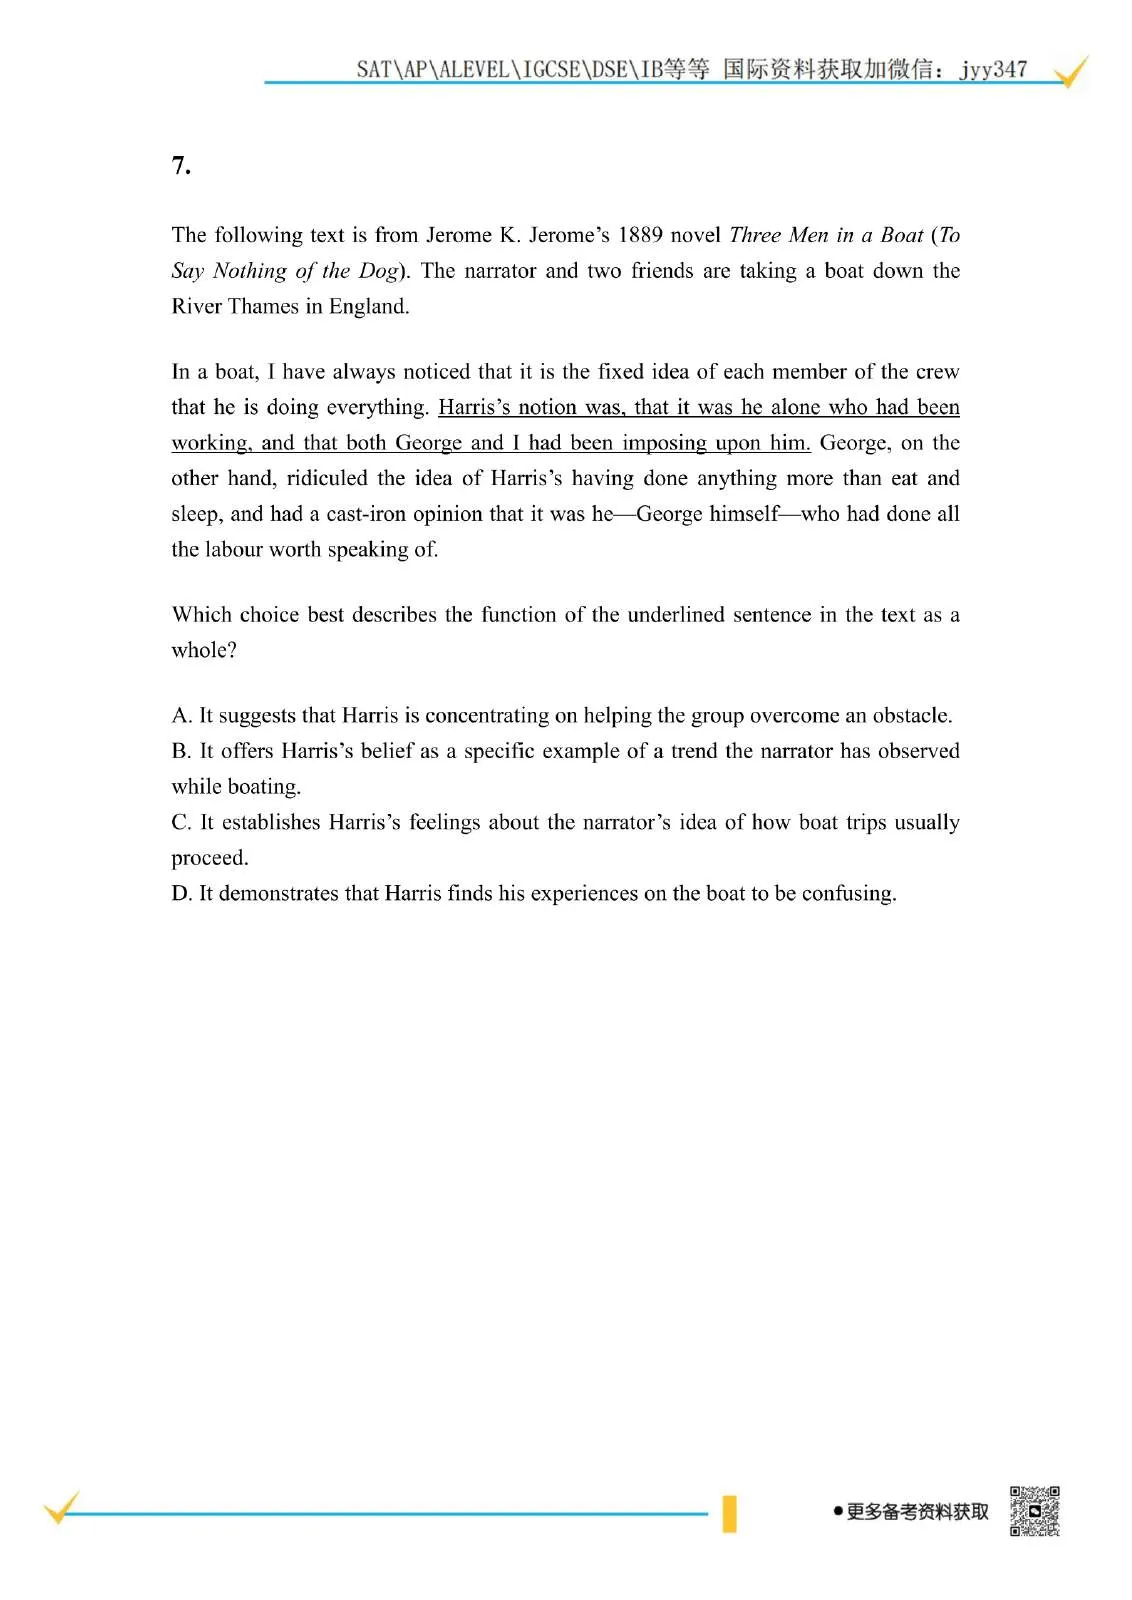 SAT\AP\ALEVEL\IGCSE\DSE\IB等等 国际资料获取加微信：jyy347
7.
The following text is from Jerome K. Jerome’s 1889 novel Three Men in a Boat (To
Say Nothing of the Dog). The narrator and two friends are taking a boat down the
River Thames in England.
In a boat, I have always noticed that it is the fixed idea of each member of the crew
that he is doing everything. Harris’s notion was, that it was he alone who had been
working, and that both George and I had been imposing upon him. George, on the
other hand, ridiculed the idea of Harris’s having done anything more than eat and
sleep, and had a cast-iron opinion that it was he—George himself—who had done all
the labour worth speaking of.
Which choice best describes the function of the underlined sentence in the text as a
whole?
A. It suggests that Harris is concentrating on helping the group overcome an obstacle.
B. It offers Harris’s belief as a specific example of a trend the narrator has observed
while boating.
C. It establishes Harris’s feelings about the narrator’s idea of how boat trips usually
proceed.
D. It demonstrates that Harris finds his experiences on the boat to be confusing.
●更多备考资料获取